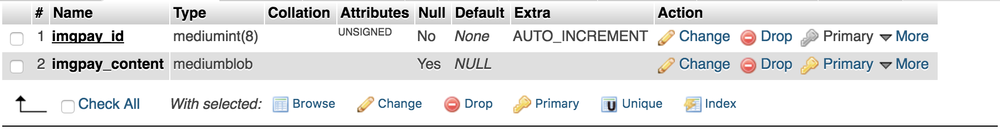 # Name Type Collation Attributes Null Default Extra Action
1 imgpay_id mediumint(8) UNSIGNED No None AUTO_INCREMENT Change Drop Primary More
2 imgpay_content mediumblob Yes NULL Change Drop Primary More
Check All With selected: Browse Change Drop Primary U Unique Index